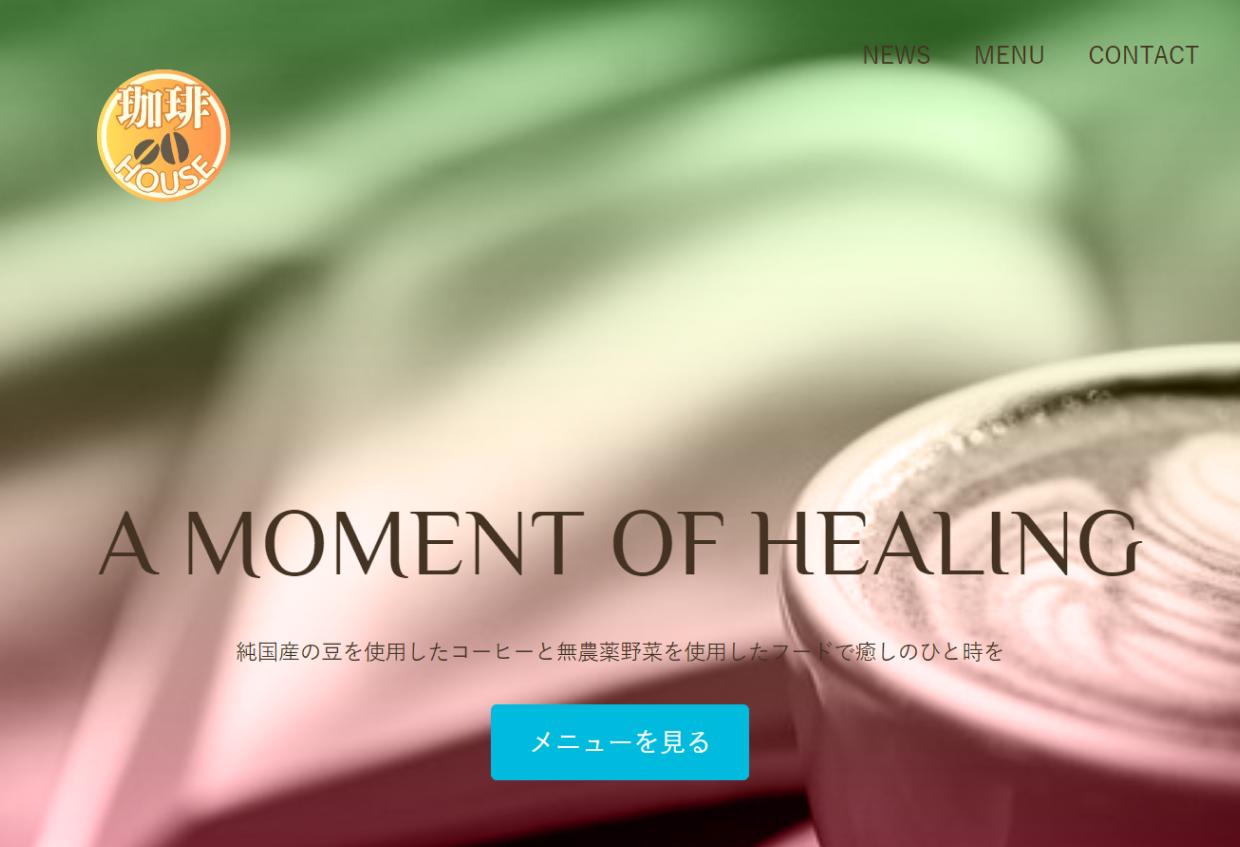 NEWS MENU CONTACT
珈琲
HOUSE
A MOMENT OF HEALING
純国産の豆を使用したコーヒーと無農薬野菜を使用したフードで癒しのひと時を
メニューを見る